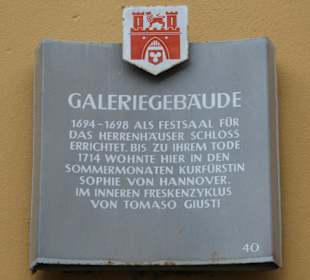 GALERIEGEBÄUDE
1694–1698 ALS FESTSAAL FÜR
DAS HERRENHÄUSER SCHLOSS
ERRICHTET. BIS ZU IHREM TODE
1714 WOHNTE HIER IN DEN
SOMMERMONATEN KURFÜRSTIN
SOPHIE VON HANNOVER.
IM INNEREN FRESKENZYKLUS
VON TOMASO GIUSTI
40